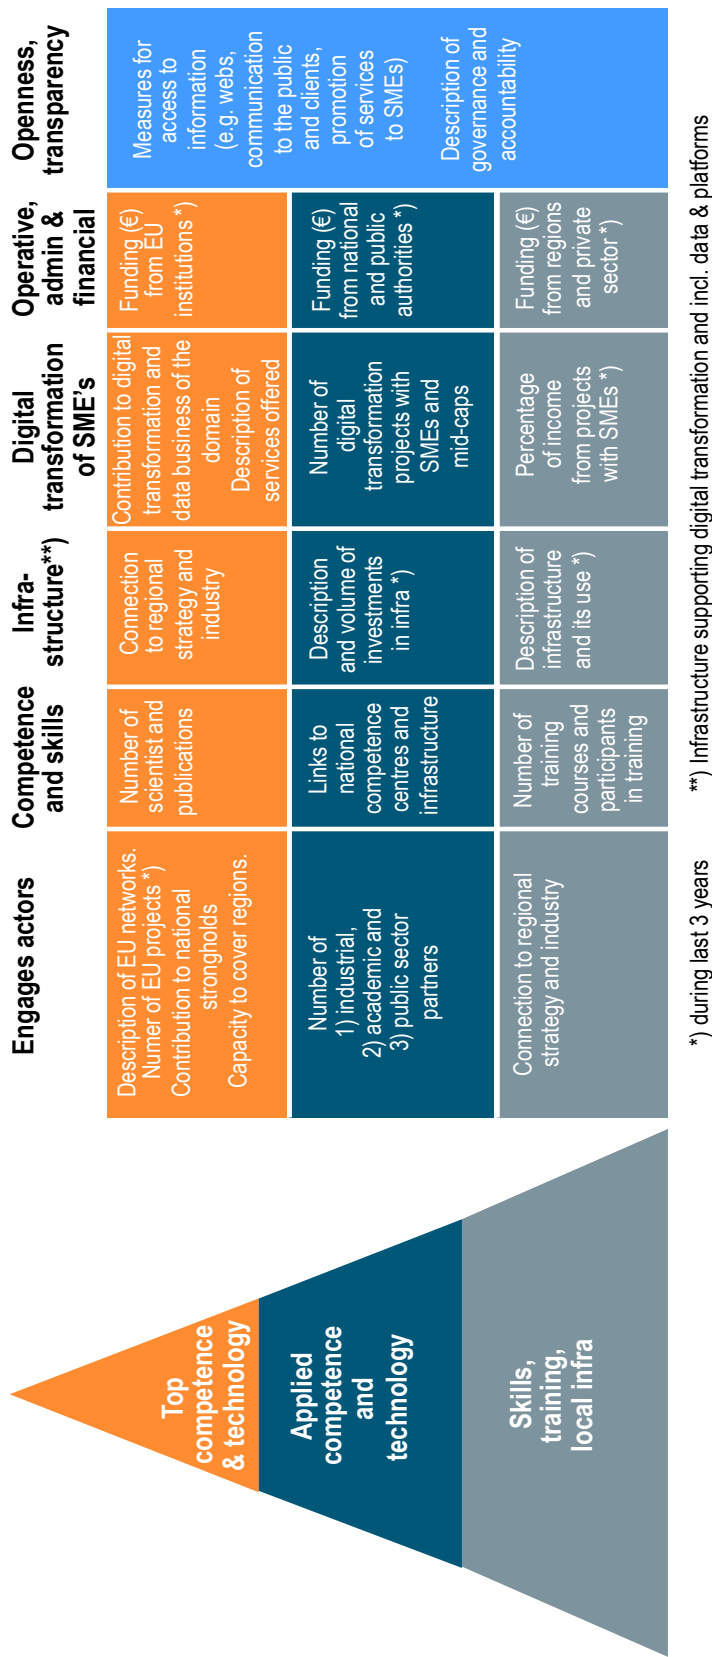 Top
competence
& technology
Applied
competence
and
technology
Skills,
training,
local infra
Engages actors
Competence
and skills
Infra-
structure**)
Digital
transformation
of SME’s
Operative,
admin &
financial
Openness,
transparency
Description of EU networks.
Numer of EU projects *)
Contribution to national
strongholds
Capacity to cover regions.
Number of
scientist and
publications
Connection
to regional
strategy and
industry
Contribution to digital
transformation and
data business of the
domain
Description of
services offered
Funding (€)
from EU
institutions *)
Measures for
access to
information
(e.g. webs,
communication
to the public
and clients,
promotion
of services
to SMEs)
Description of
governance and
accountability
Number of
1) industrial,
2) academic and
3) public sector
partners
Links to
national
competence
centres and
infrastructure
Description
and volume of
investments
in infra *)
Number of
digital
transformation
projects with
SMEs and
mid-caps
Funding (€)
from national
and public
authorities *)
Connection to regional
strategy and industry
Number of
training
courses and
participants
in training
Description of
infrastructure
and its use *)
Percentage
of income
from projects
with SMEs *)
Funding (€)
from regions
and private
sector *)
*) during last 3 years
**) Infrastructure supporting digital transformation and incl. data & platforms